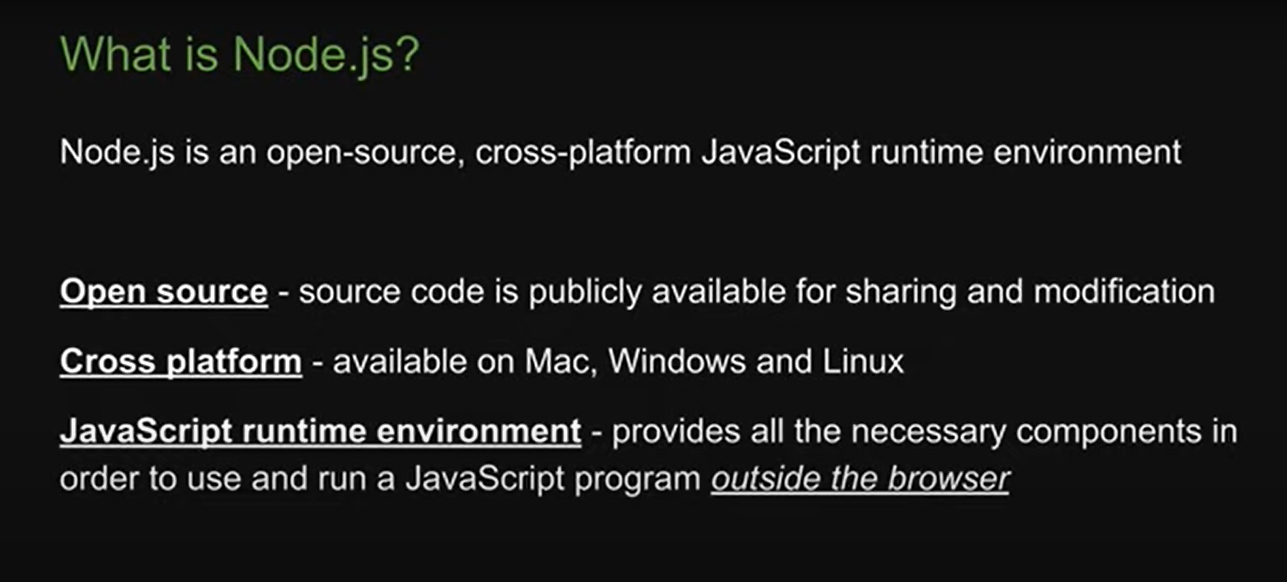 What is Node.js?
Node.js is an open-source, cross-platform JavaScript runtime environment
Open source - source code is publicly available for sharing and modification
Cross platform - available on Mac, Windows and Linux
JavaScript runtime environment - provides all the necessary components in
order to use and run a JavaScript program outside the browser